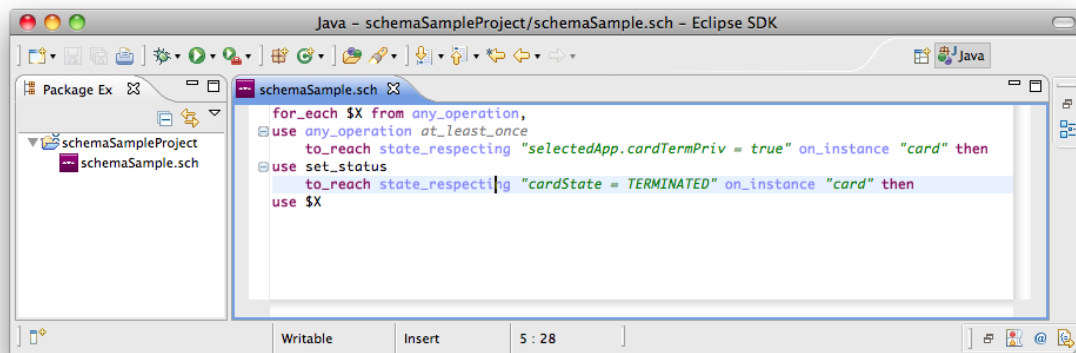 Java – schemaSampleProject/schemaSample.sch – Eclipse SDK
Java
Package Ex
schemaSample.sch
schemaSampleProject
schemaSample.sch
for_each $X from any_operation,
use any_operation at_least_once
to_reach state_respecting "selectedApp.cardTermPriv = true" on_instance "card" then
use set_status
to_reach state_respecting "cardState = TERMINATED" on_instance "card" then
use $X
Writable
Insert
5 : 28